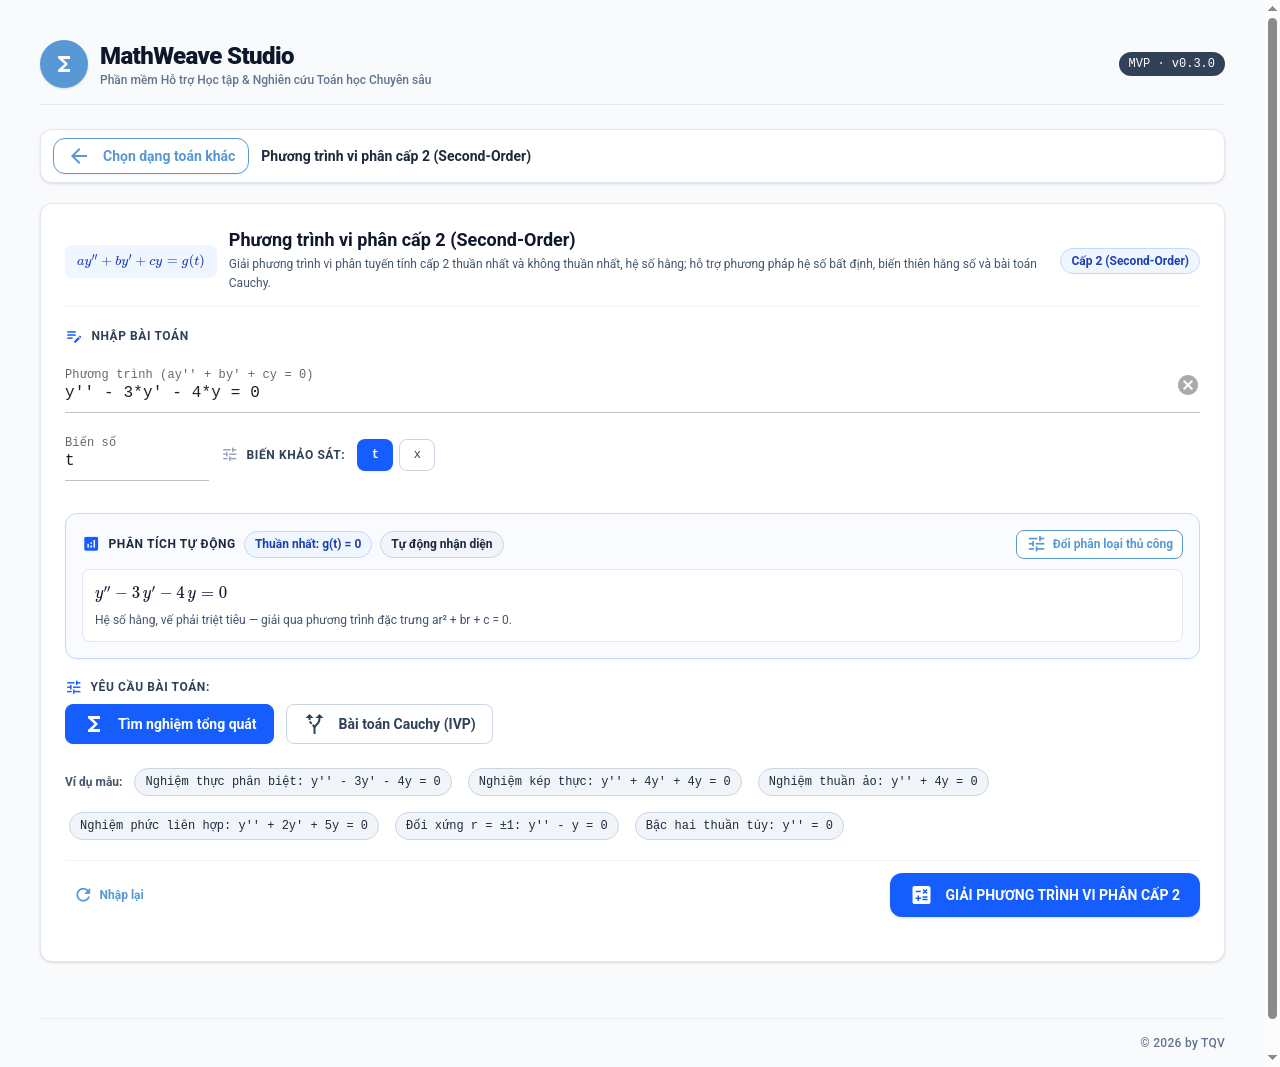 Σ MathWeave Studio
Phần mềm Hỗ trợ Học tập & Nghiên cứu Toán học Chuyên sâu
MVP · v0.3.0
Chọn dạng toán khác
Phương trình vi phân cấp 2 (Second-Order)
ay′′ + by′ + cy = g(t)
Phương trình vi phân cấp 2 (Second-Order)
Giải phương trình vi phân tuyến tính cấp 2 thuần nhất và không thuần nhất, hệ số hằng; hỗ trợ phương pháp hệ số bất định, biến thiên hằng số và bài toán
Cauchy.
Cấp 2 (Second-Order)
NHẬP BÀI TOÁN
Phương trình (ay'' + by' + cy = 0)
y'' - 3*y' - 4*y = 0
Biến số
t
BIẾN KHẢO SÁT:
t
x
PHÂN TÍCH TỰ ĐỘNG
Thuần nhất: g(t) = 0
Tự động nhận diện
Đổi phân loại thủ công
y′′ − 3 y′ − 4 y = 0
Hệ số hằng, vế phải triệt tiêu — giải qua phương trình đặc trưng ar² + br + c = 0.
YÊU CẦU BÀI TOÁN:
Σ Tìm nghiệm tổng quát
Bài toán Cauchy (IVP)
Ví dụ mẫu:
Nghiệm thực phân biệt: y'' - 3y' - 4y = 0
Nghiệm kép thực: y'' + 4y' + 4y = 0
Nghiệm thuần ảo: y'' + 4y = 0
Nghiệm phức liên hợp: y'' + 2y' + 5y = 0
Đối xứng r = ±1: y'' - y = 0
Bậc hai thuần túy: y'' = 0
Nhập lại
GIẢI PHƯƠNG TRÌNH VI PHÂN CẤP 2
© 2026 by TQV